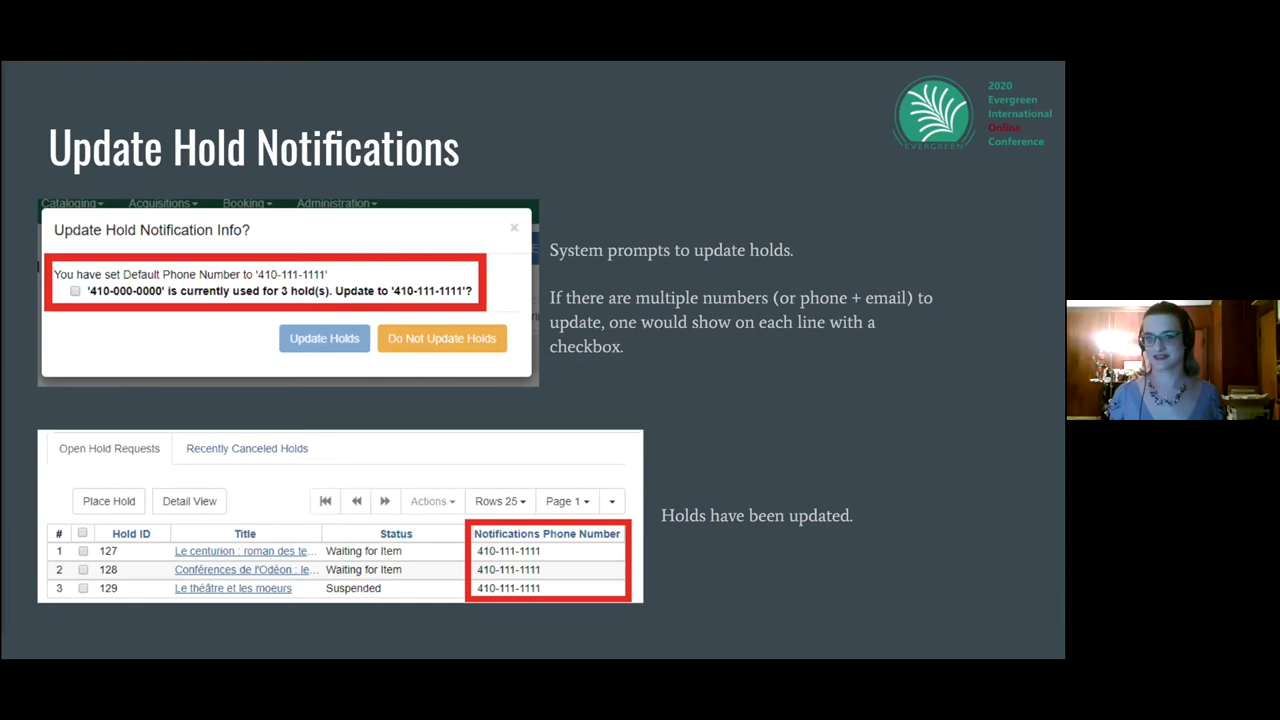 2020
Evergreen
International
Online
Conference
EVERGREEN
Update Hold Notifications
Cataloging Acquisitions Booking Administration
Update Hold Notification Info? ×
You have set Default Phone Number to '410-111-1111'
'410-000-0000' is currently used for 3 hold(s). Update to '410-111-1111'?
Update Holds Do Not Update Holds
System prompts to update holds.
If there are multiple numbers (or phone + email) to
update, one would show on each line with a
checkbox.
Open Hold Requests Recently Canceled Holds
Place Hold Detail View Actions Rows 25 Page 1
# Hold ID Title Status Notifications Phone Number
1 127 Le centurion : roman des te... Waiting for Item 410-111-1111
2 128 Conférences de l'Odéon : le... Waiting for Item 410-111-1111
3 129 Le théâtre et les moeurs Suspended 410-111-1111
Holds have been updated.